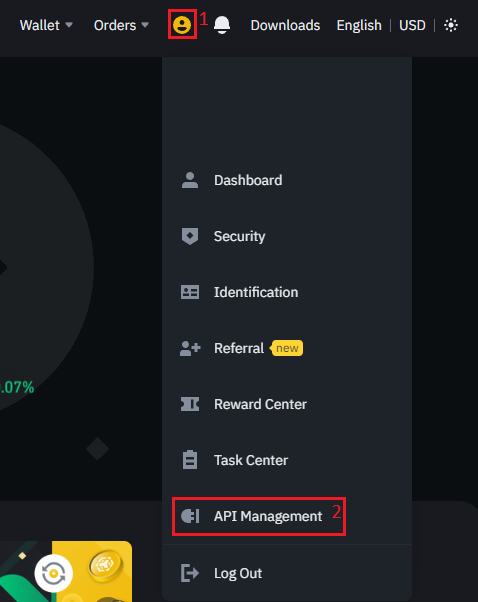 Wallet Orders 1 Downloads English USD
Dashboard
Security
Identification
Referral new
Reward Center
.07%
Task Center
API Management 2
Log Out